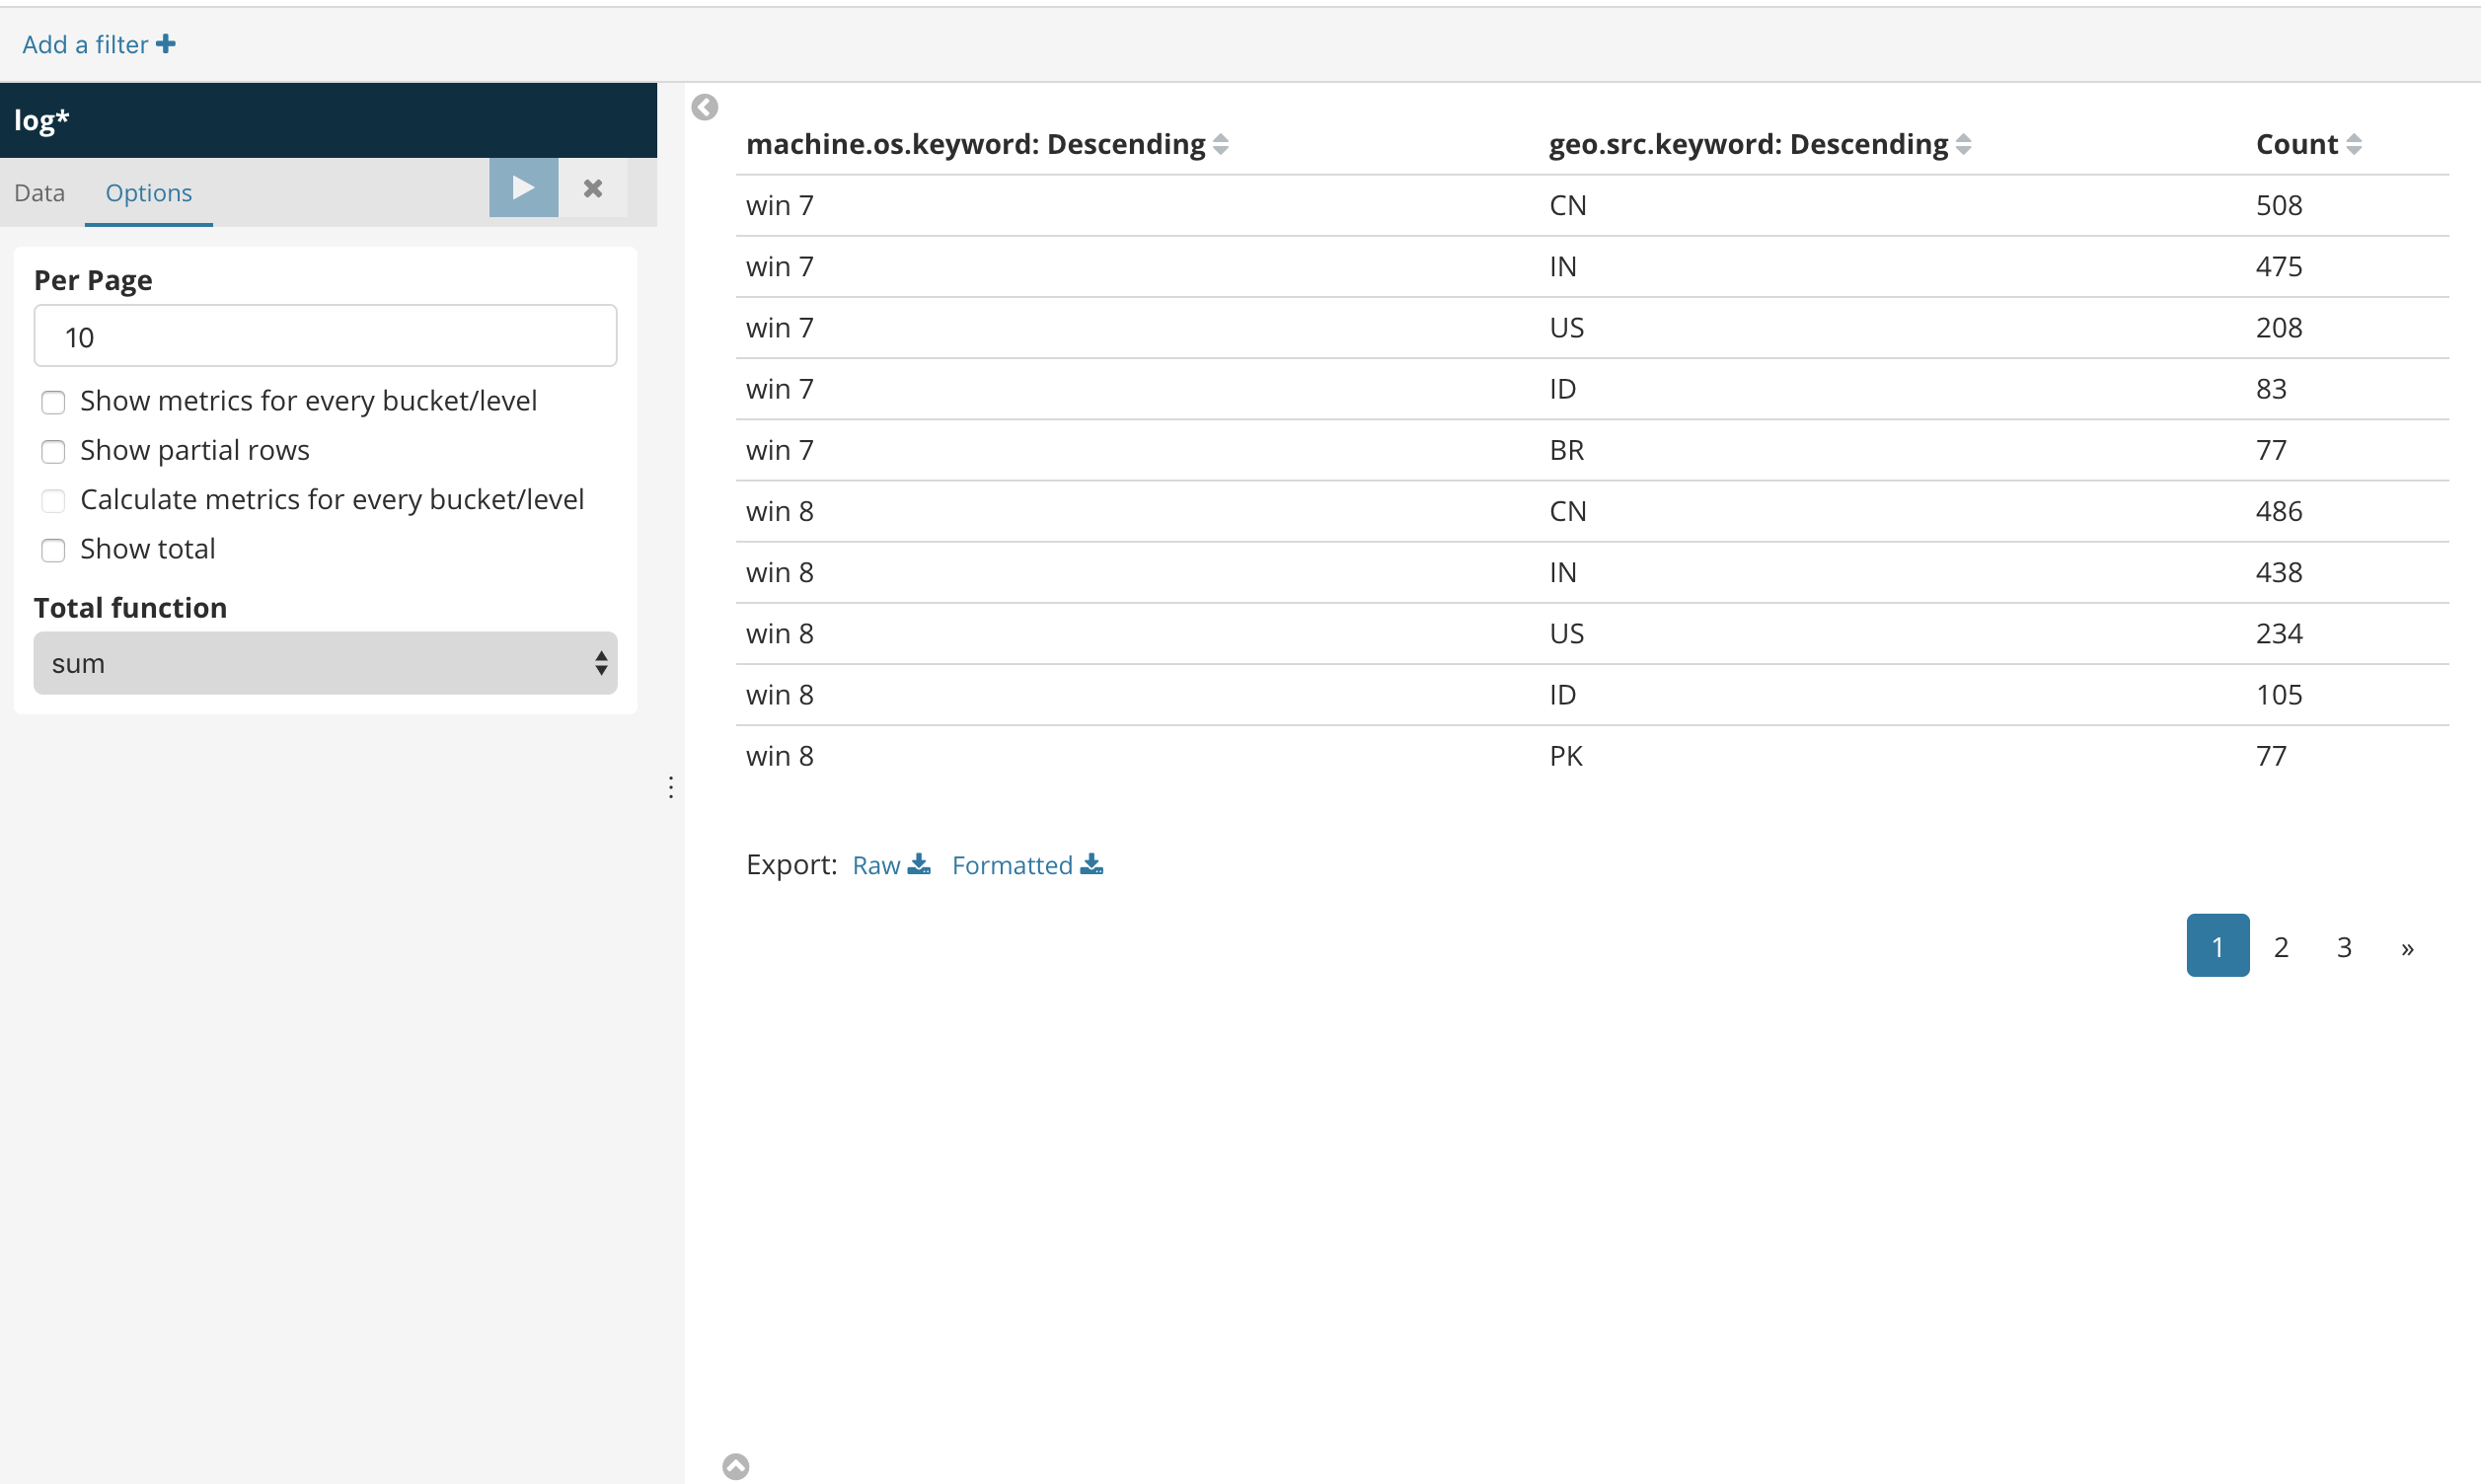 Add a filter
log*
Data Options
Per Page
10
Show metrics for every bucket/level
Show partial rows
Calculate metrics for every bucket/level
Show total
Total function
sum
machine.os.keyword: Descending geo.src.keyword: Descending Count
win 7 CN 508
win 7 IN 475
win 7 US 208
win 7 ID 83
win 7 BR 77
win 8 CN 486
win 8 IN 438
win 8 US 234
win 8 ID 105
win 8 PK 77
Export: Raw Formatted
1 2 3 »